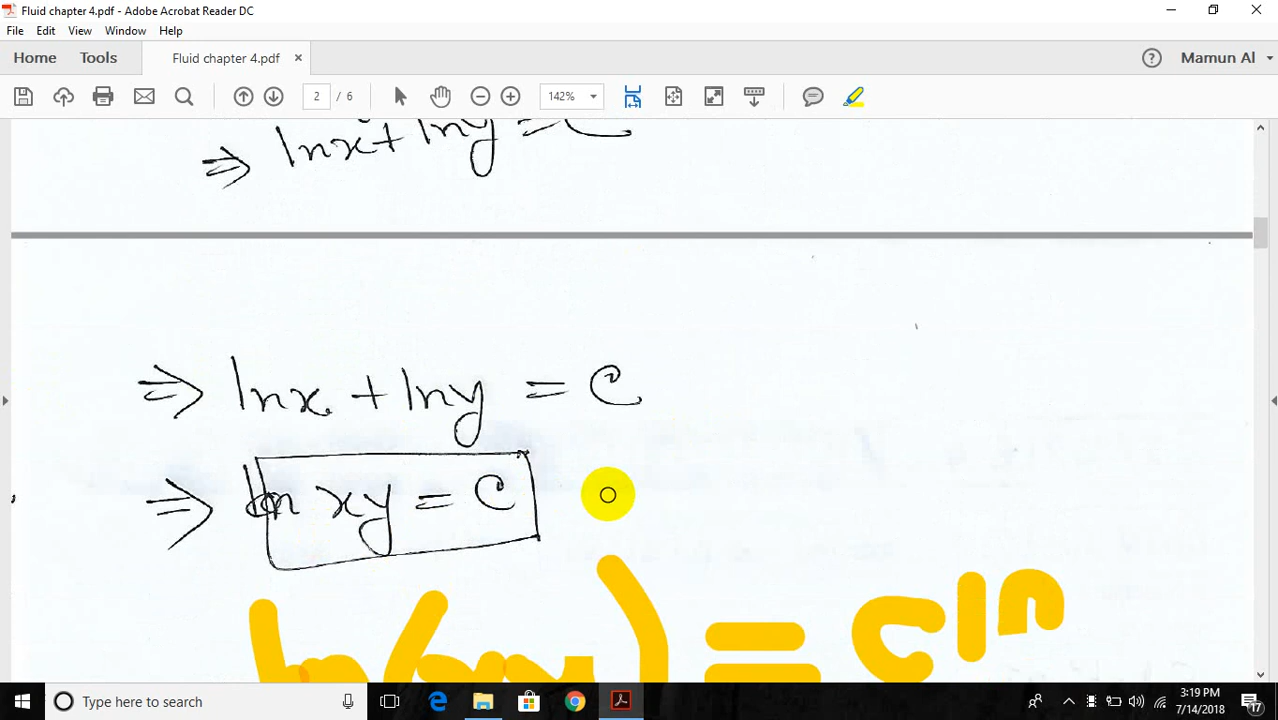 Fluid chapter 4.pdf - Adobe Acrobat Reader DC
File Edit View Window Help
Home Tools Fluid chapter 4.pdf × Mamun Al
2 / 6 142%
⇒ lnx + lny = C
⇒ lnx + lny = C
⇒ ln xy = C
= c ln
Type here to search
3:19 PM
7/14/2018
17